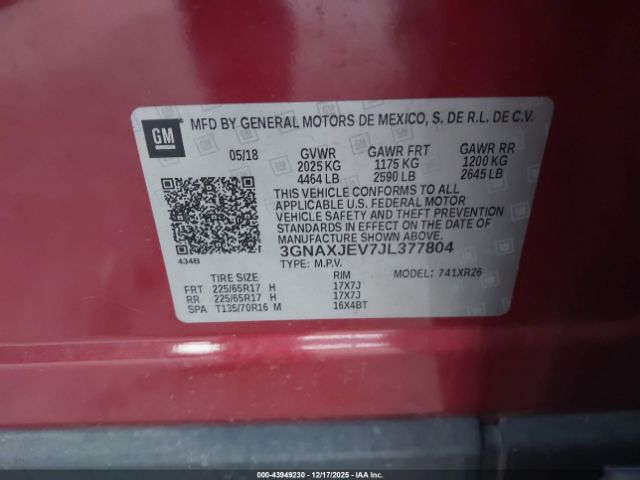 GM
MFD BY GENERAL MOTORS DE MEXICO, S. DE R.L. DE C.V.
05/18 GVWR GAWR FRT GAWR RR
2025 KG 1175 KG 1200 KG
4464 LB 2590 LB 2645 LB
THIS VEHICLE CONFORMS TO ALL
APPLICABLE U.S. FEDERAL MOTOR
VEHICLE SAFETY AND THEFT PREVENTION
STANDARDS IN EFFECT ON THE DATE OF
MANUFACTURE SHOWN ABOVE.
3GNAXJEV7JL377804
434B
TYPE: M.P.V. MODEL: 741XR26
TIRE SIZE RIM
FRT 225/65R17 H 17X7J
RR 225/65R17 H 17X7J
SPA T135/70R16 M 16X4BT
000-43949230 - 12/17/2025 - IAA Inc.